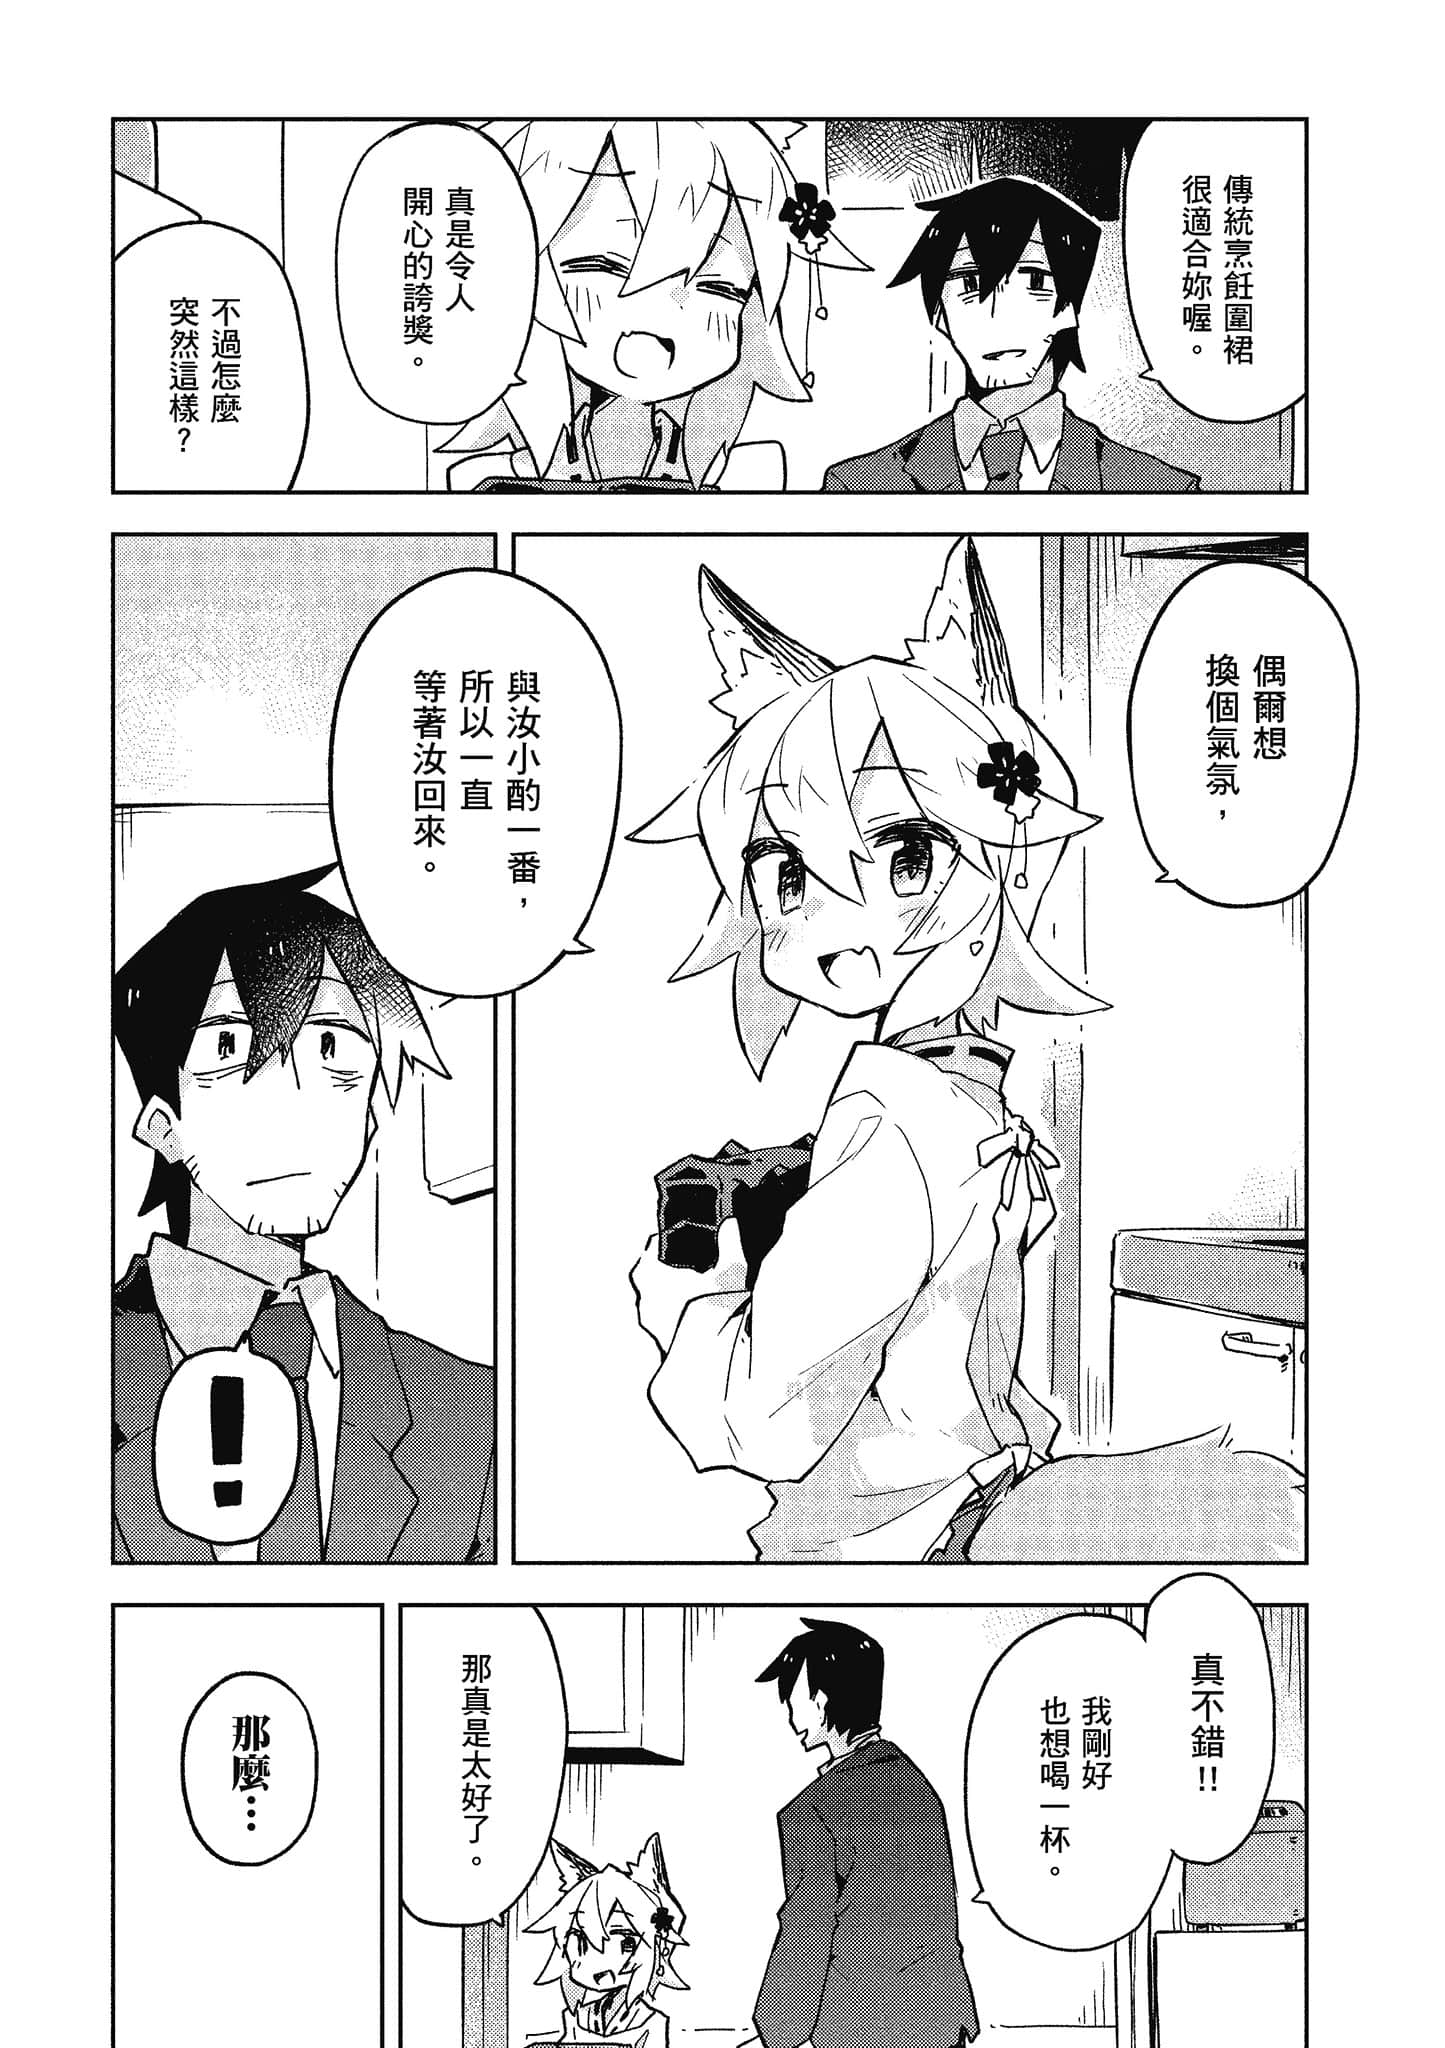 傳統烹飪圍裙
很適合妳喔。
真是令人
開心的誇獎。
不過怎麼
突然這樣？
偶爾想
換個氣氛，
與汝小酌一番，
所以一直
等著汝回來。
！
真不錯!!
我剛好
也想喝一杯。
那真是太好了。
那麼…